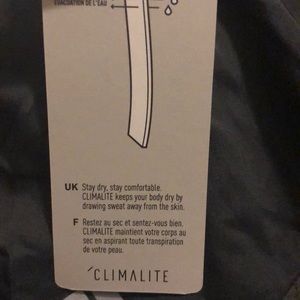 ÉVACUATION DE L'EAU
UK Stay dry, stay comfortable.
CLIMALITE keeps your body dry by
drawing sweat away from the skin.
F Restez au sec et sentez-vous bien.
CLIMALITE maintient votre corps au
sec en aspirant toute transpiration
de votre peau.
CLIMALITE